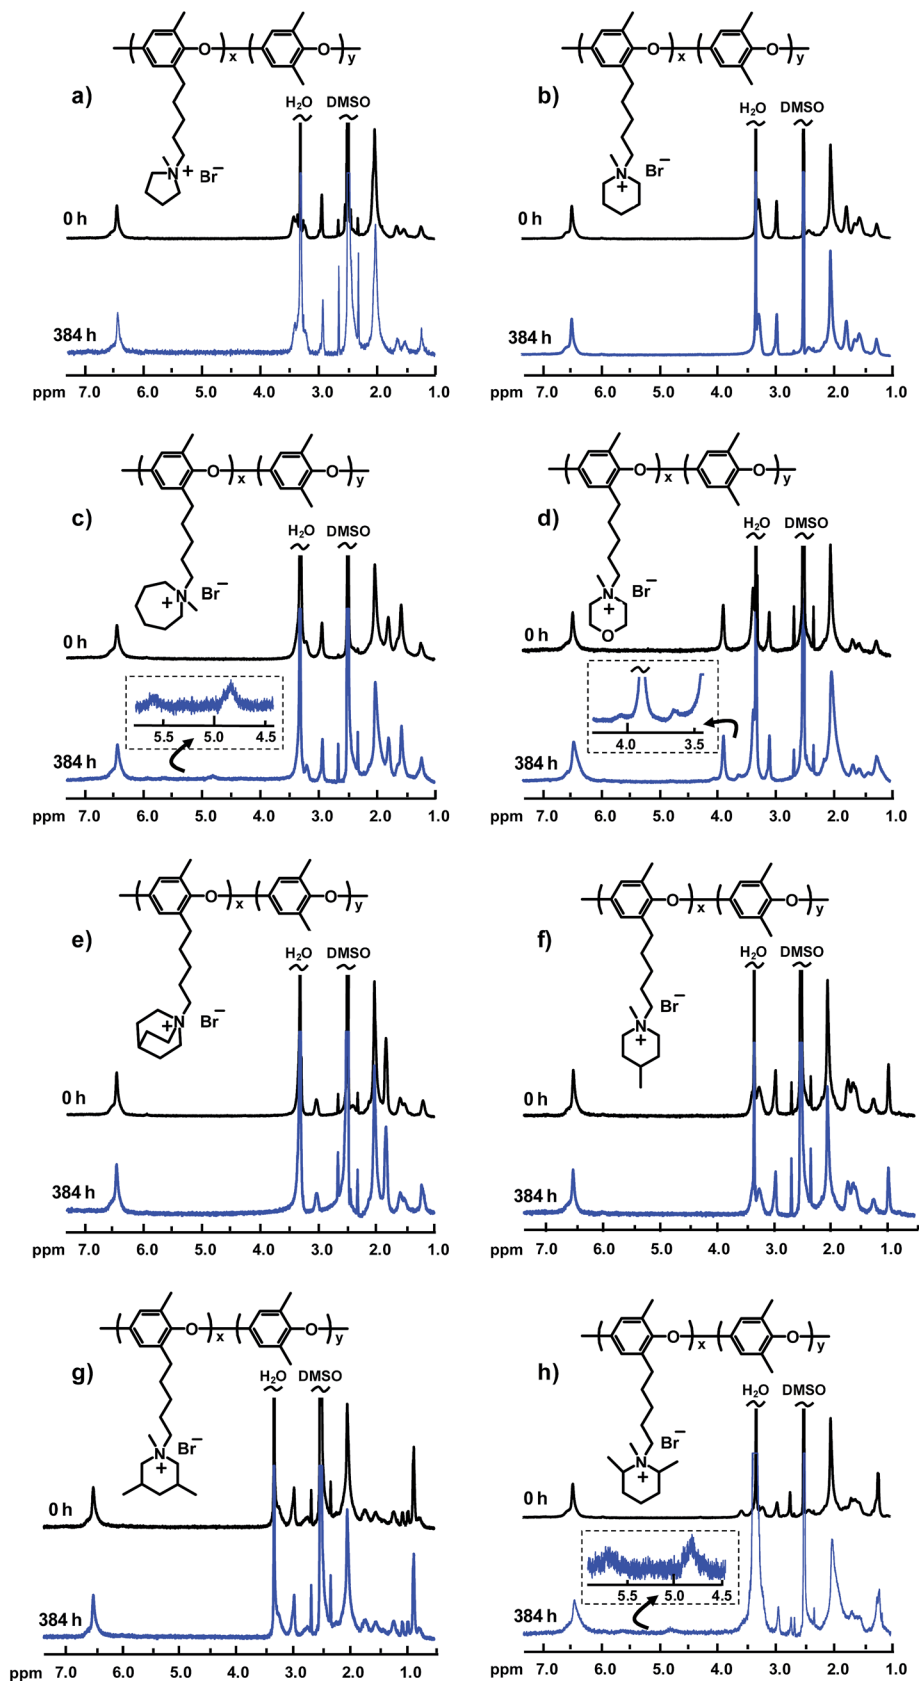 a)
( O ) x ( O ) y
N + Br−
H2O DMSO
0 h
384 h
ppm 7.0 6.0 5.0 4.0 3.0 2.0 1.0
b)
( O ) x ( O ) y
N + Br−
H2O DMSO
0 h
384 h
ppm 7.0 6.0 5.0 4.0 3.0 2.0 1.0
c)
( O ) x ( O ) y
N + Br−
H2O DMSO
0 h
5.5 5.0 4.5
384 h
ppm 7.0 6.0 5.0 4.0 3.0 2.0 1.0
d)
( O ) x ( O ) y
N + O Br−
H2O DMSO
0 h
4.0 3.5
384 h
ppm 7.0 6.0 5.0 4.0 3.0 2.0 1.0
e)
( O ) x ( O ) y
N + Br−
H2O DMSO
0 h
384 h
ppm 7.0 6.0 5.0 4.0 3.0 2.0 1.0
f)
( O ) x ( O ) y
N + Br−
H2O DMSO
0 h
384 h
ppm 7.0 6.0 5.0 4.0 3.0 2.0 1.0
g)
( O ) x ( O ) y
N + Br−
H2O DMSO
0 h
384 h
ppm 7.0 6.0 5.0 4.0 3.0 2.0 1.0
h)
( O ) x ( O ) y
N + Br−
H2O DMSO
0 h
5.5 5.0 4.5
384 h
ppm 7.0 6.0 5.0 4.0 3.0 2.0 1.0